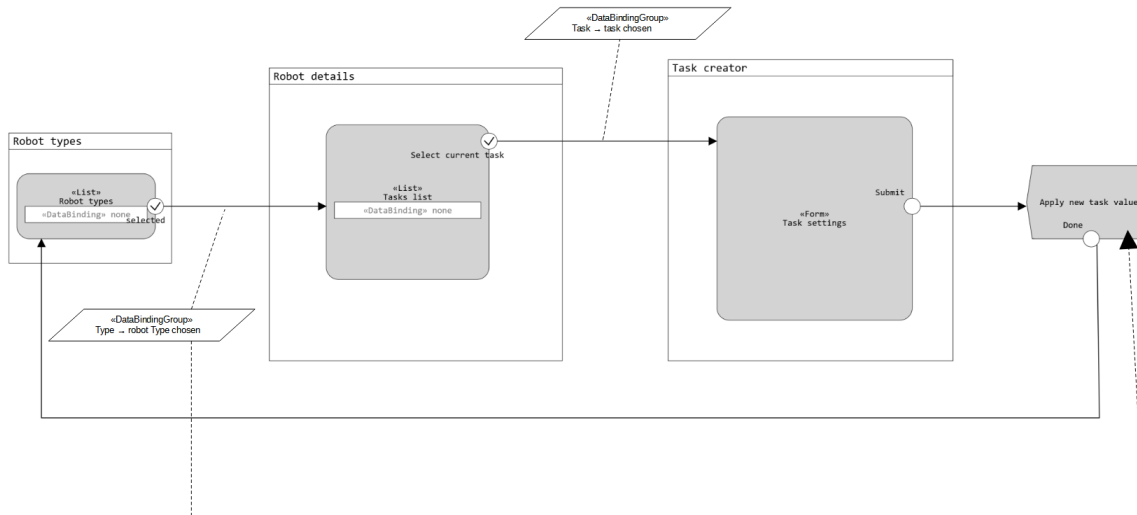 «DataBindingGroup»
Task → task chosen
Robot details
Task creator
Robot types
Select current task
«List»
Robot types
«DataBinding» none
selected
«List»
Tasks list
«DataBinding» none
Submit
«Form»
Task settings
Apply new task value
Done
«DataBindingGroup»
Type → robot Type chosen